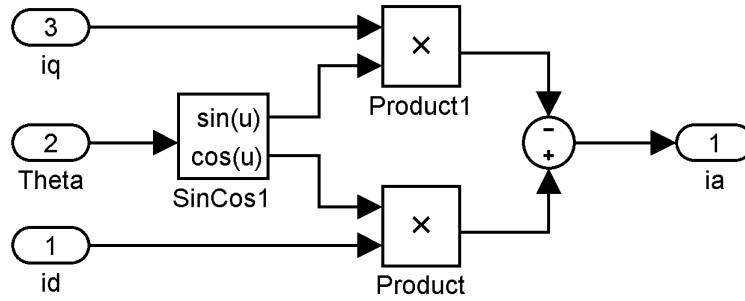 3
iq
×
Product1
sin(u)
cos(u)
SinCos1
2
Theta
-
+
1
ia
1
id
×
Product